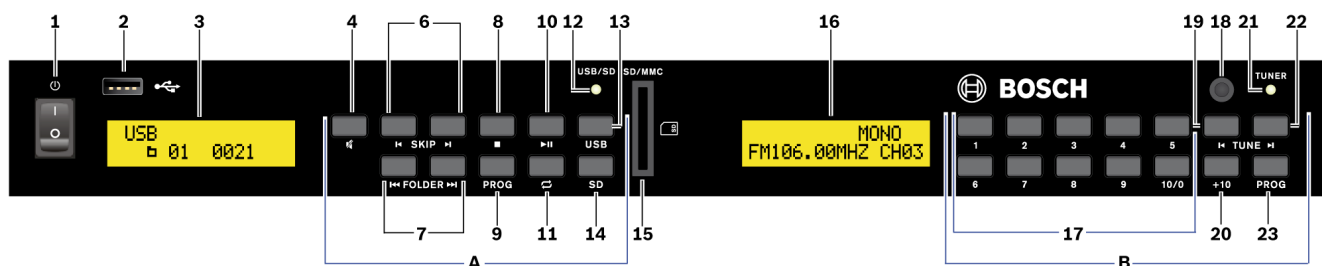 1 2 3 4 6 8 10 12 13 16 19 18 21 22
USB/SD SD/MMC TUNER
BOSCH
USB
01 0021
MONO
FM106.00MHZ CH03
SKIP USB 1 2 3 4 5 TUNE
SD
FOLDER PROG SD 6 7 8 9 10/0 +10 PROG
7 9 11 14 15 17 20 23
A B